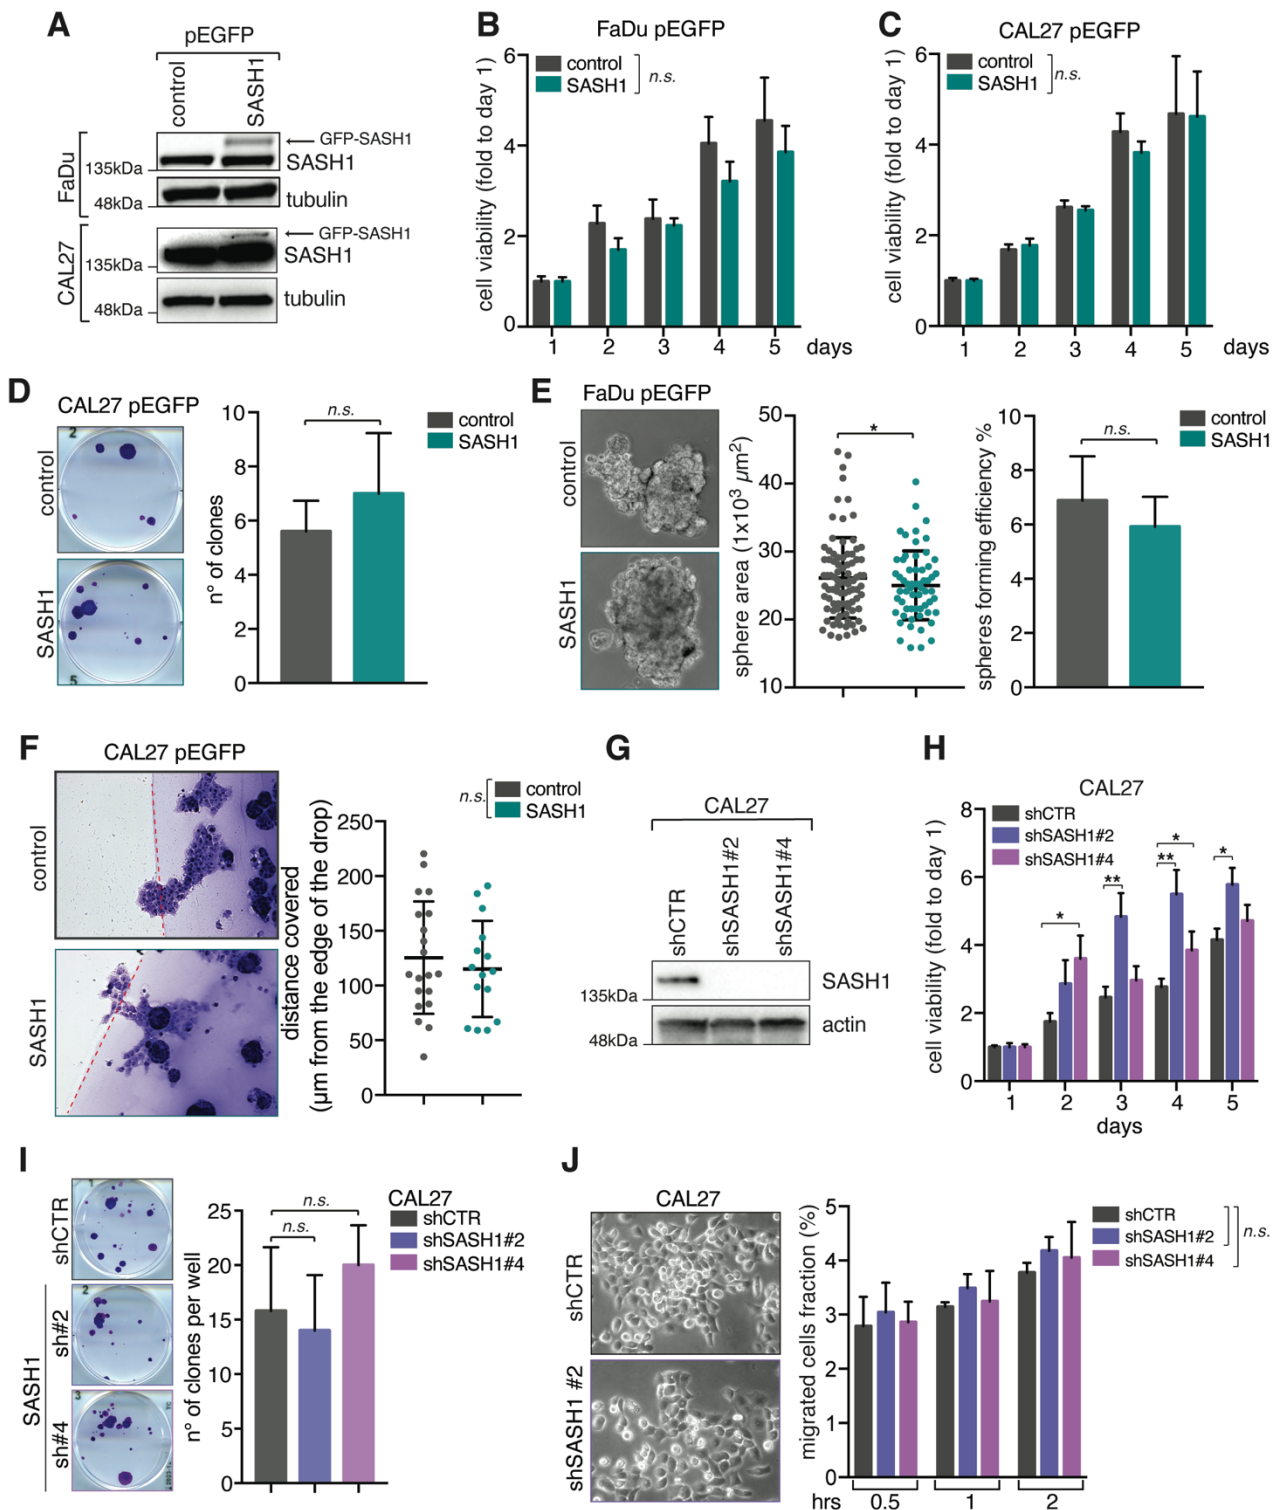 A
pEGFP
control
SASH1
FaDu
135kDa
GFP-SASH1
SASH1
48kDa
tubulin
CAL27
GFP-SASH1
135kDa
SASH1
48kDa
tubulin
B
FaDu pEGFP
cell viability (fold to day 1)
6
4
2
0
control
SASH1
n.s.
1 2 3 4 5 days
C
CAL27 pEGFP
cell viability (fold to day 1)
6
4
2
0
control
SASH1
n.s.
1 2 3 4 5 days
D
CAL27 pEGFP
control
SASH1
2
5
n° of clones
10
8
6
4
2
0
n.s.
control
SASH1
E
FaDu pEGFP
control
SASH1
sphere area (1x10³ µm²)
50
40
30
20
10
*
spheres forming efficiency %
10
8
6
4
2
0
n.s.
control
SASH1
F
CAL27 pEGFP
control
SASH1
distance covered
(µm from the edge of the drop)
250
200
150
100
50
0
n.s.
control
SASH1
G
CAL27
shCTR
shSASH1#2
shSASH1#4
135kDa
SASH1
48kDa
actin
H
CAL27
cell viability (fold to day 1)
8
6
4
2
0
shCTR
shSASH1#2
shSASH1#4
*
**
**
*
*
1 2 3 4 5
days
I
shCTR
SASH1
sh#2
sh#4
1
2
3
n° of clones per well
25
20
15
10
5
0
n.s.
n.s.
CAL27
shCTR
shSASH1#2
shSASH1#4
J
CAL27
shCTR
shSASH1 #2
migrated cells fraction (%)
5
4
3
2
1
0
shCTR
shSASH1#2
shSASH1#4
n.s.
hrs 0.5 1 2